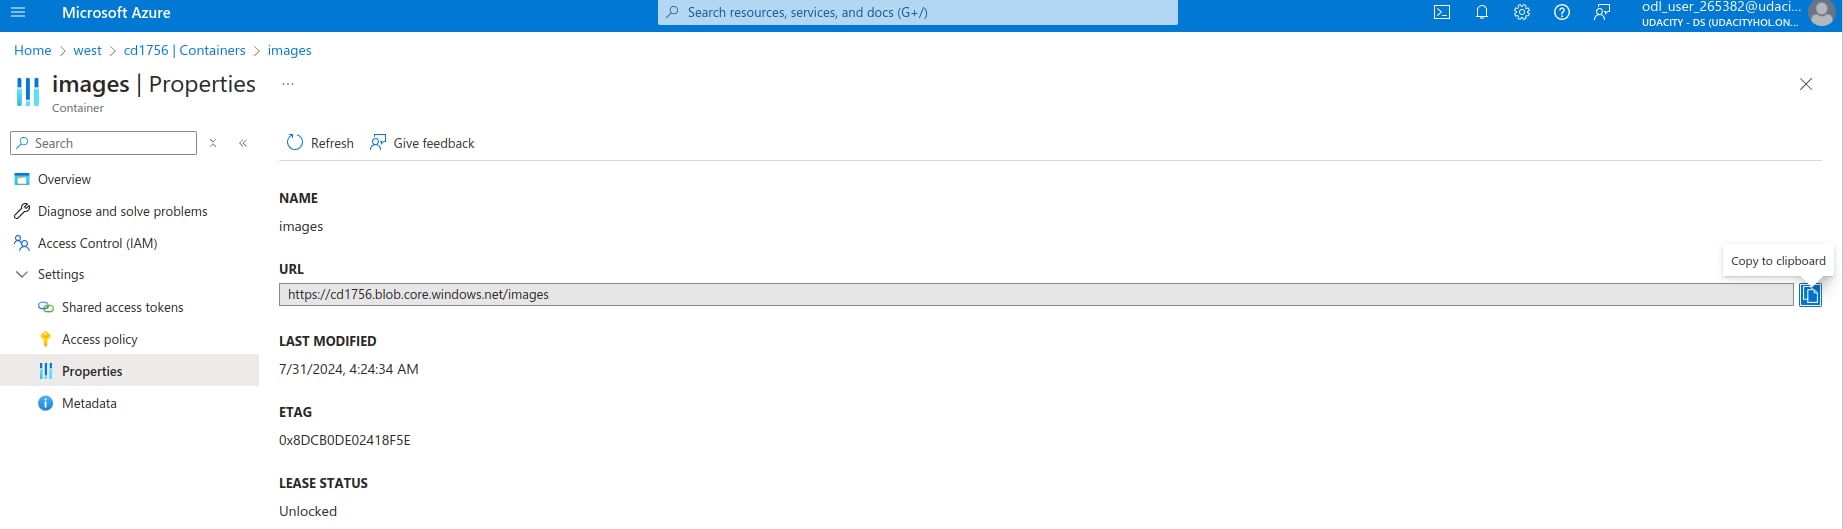 Microsoft Azure
Search resources, services, and docs (G+/)
odl_user_265382@udaci...
UDACITY - DS (UDACITYHOL.ON...
Home > west > cd1756 | Containers > images
images | Properties ...
Container
Search
Refresh
Give feedback
Overview
Diagnose and solve problems
Access Control (IAM)
Settings
Shared access tokens
Access policy
Properties
Metadata
NAME
images
URL
Copy to clipboard
https://cd1756.blob.core.windows.net/images
LAST MODIFIED
7/31/2024, 4:24:34 AM
ETAG
0x8DCB0DE02418F5E
LEASE STATUS
Unlocked